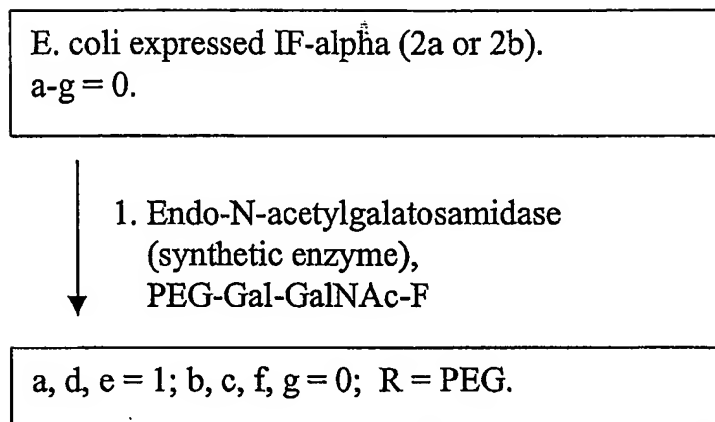 E. coli expressed IF-alpha (2a or 2b).
a-g = 0.
1. Endo-N-acetylgalatosamidase
(synthetic enzyme),
PEG-Gal-GalNAc-F
a, d, e = 1; b, c, f, g = 0; R = PEG.